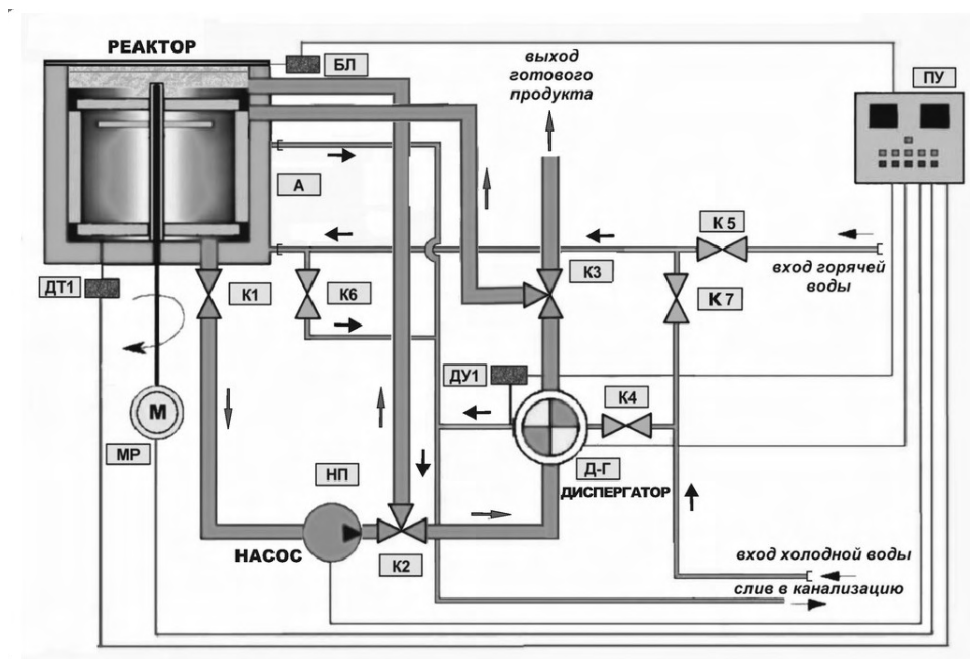 РЕАКТОР
БЛ
выход
готового
продукта
ПУ
А
К 5
вход горячей
воды
ДТ1
К1
К6
К3
К 7
ДУ1
К4
М
МР
НП
Д-Г
ДИСПЕРГАТОР
НАСОС
К2
вход холодной воды
слив в канализацию